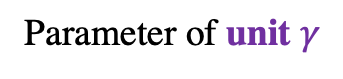 Parameter of unit γ